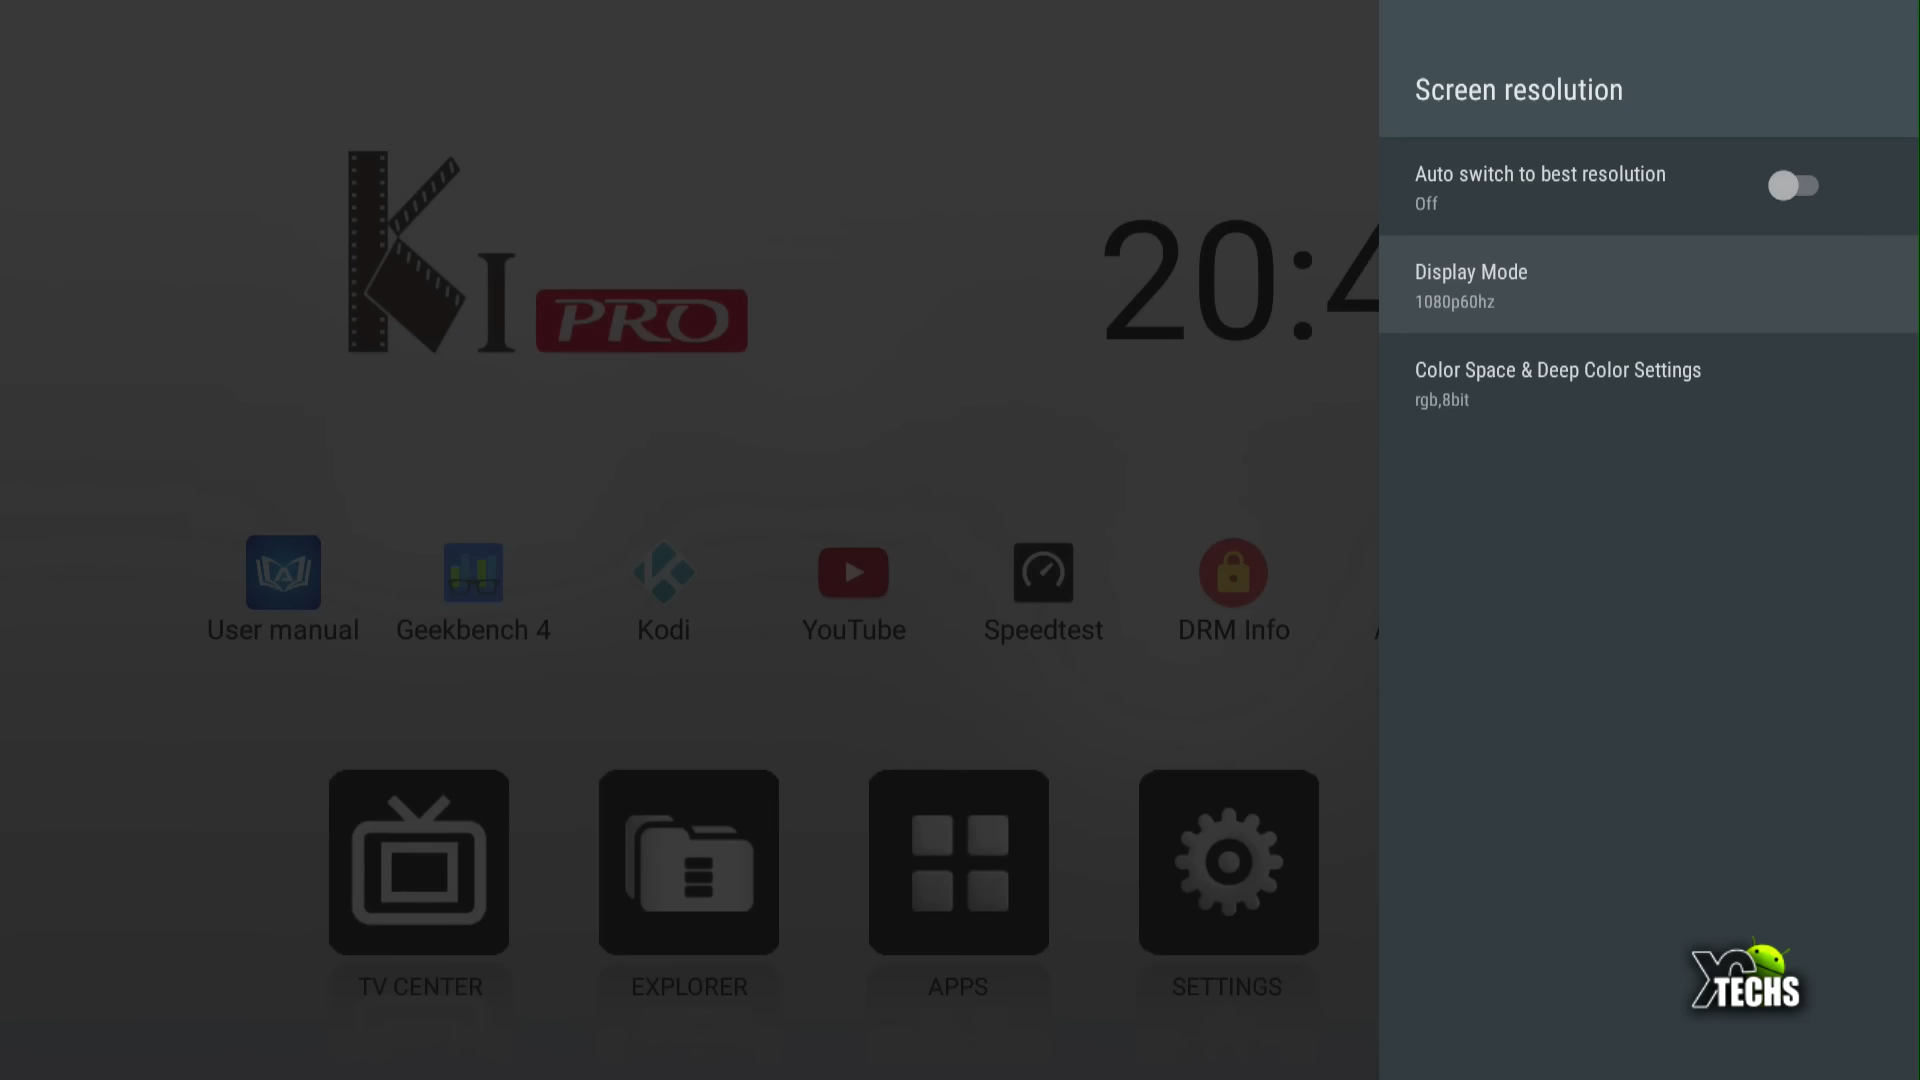 Screen resolution
Auto switch to best resolution
Off
Display Mode
1080p60hz
Color Space & Deep Color Settings
rgb,8bit
KI PRO
20:4
User manual
Geekbench 4
Kodi
YouTube
Speedtest
DRM Info
TV CENTER
EXPLORER
APPS
SETTINGS
TECHS